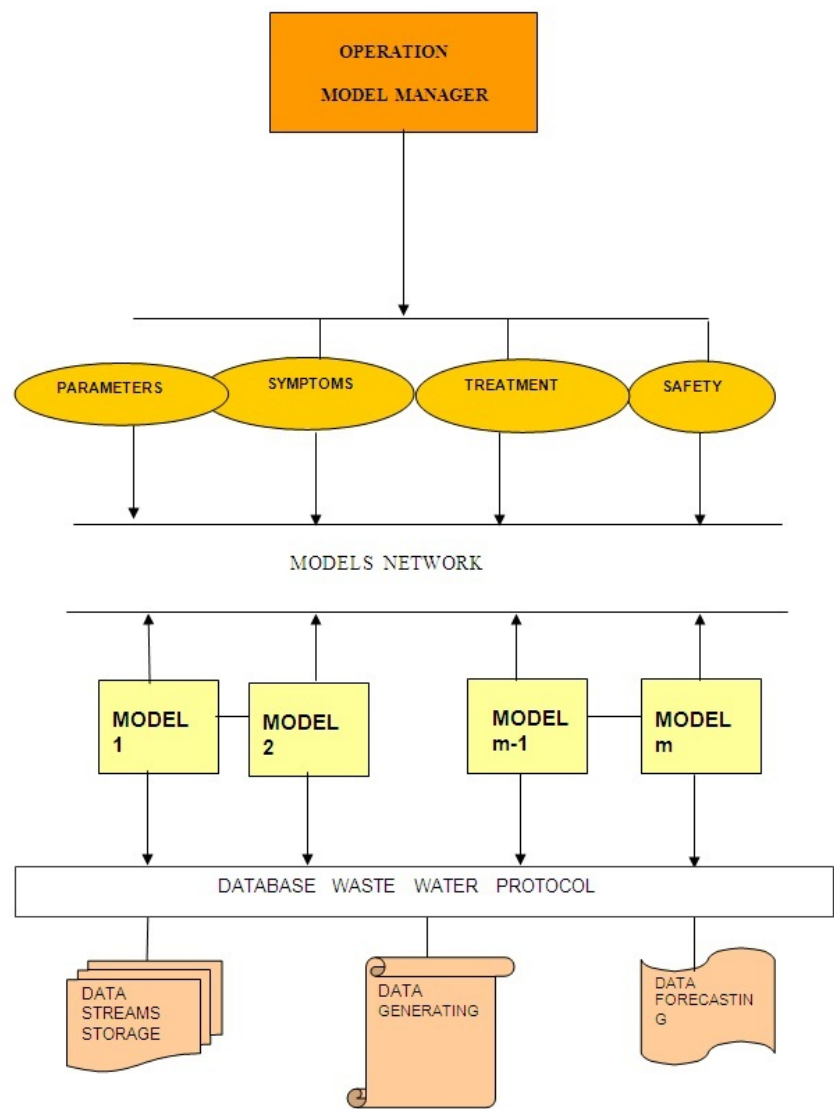 OPERATION
MODEL MANAGER
PARAMETERS
SYMPTOMS
TREATMENT
SAFETY
MODELS NETWORK
MODEL
1
MODEL
2
MODEL
m-1
MODEL
m
DATABASE WASTE WATER PROTOCOL
DATA
STREAMS
STORAGE
DATA
GENERATING
DATA
FORECASTIN
G